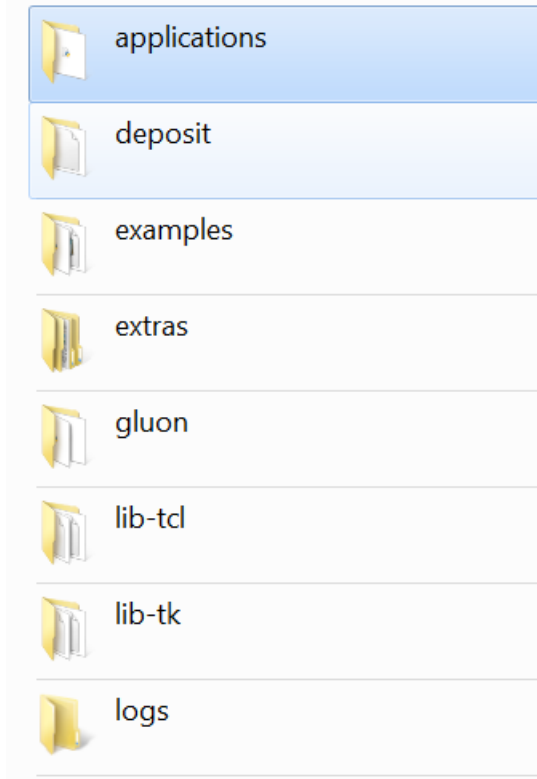 applications
deposit
examples
extras
gluon
lib-tcl
lib-tk
logs